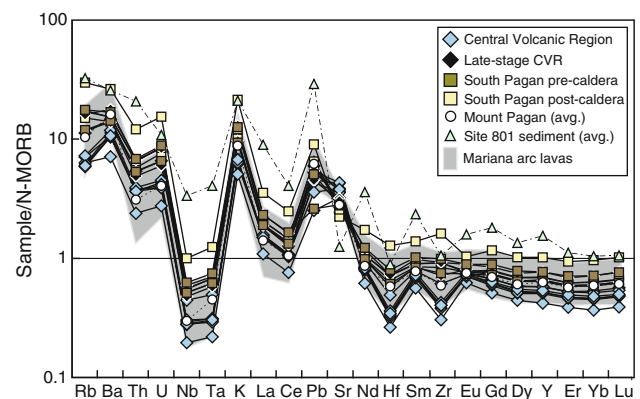 100
10
1
0.1
Sample/N-MORB
Central Volcanic Region
Late-stage CVR
South Pagan pre-caldera
South Pagan post-caldera
Mount Pagan (avg.)
Site 801 sediment (avg.)
Mariana arc lavas
Rb Ba Th U Nb Ta K La Ce Pb Sr Nd Hf Sm Zr Eu Gd Dy Y Er Yb Lu